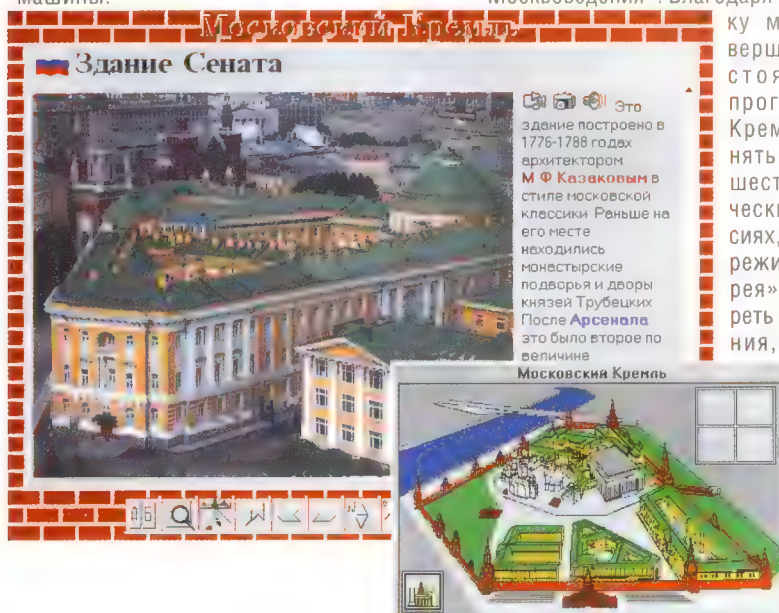 машины.
Москвоведения". Благодаря
Московский Кремль
Здание Сената
Это
здание построено в
1776-1788 годах
архитектором
М Ф Казаковым в
стиле московской
классики Раньше на
его месте
находились
монастырские
подворья и дворы
князей Трубецких
После Арсенала
это было второе по
величине
ку м
верш
стоя
прог
Крем
нять
шест
чески
сиях,
режи
рея»
реть
ния,
Московский Кремль